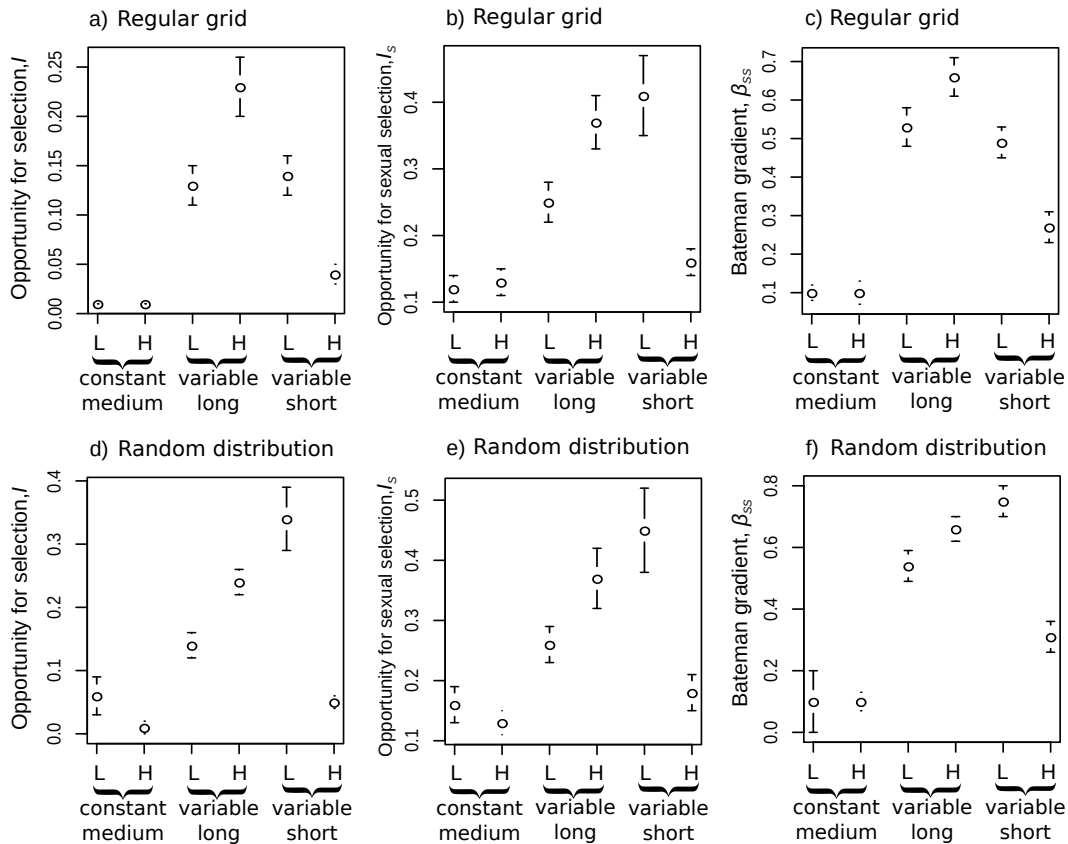 a) Regular grid
Opportunity for selection,I
0.00 0.05 0.10 0.15 0.20 0.25
L H L H L H
constant variable variable
medium long short
b) Regular grid
Opportunity for sexual selection,Is
0.1 0.2 0.3 0.4
L H L H L H
constant variable variable
medium long short
c) Regular grid
Bateman gradient, βss
0.1 0.2 0.3 0.4 0.5 0.6 0.7
L H L H L H
constant variable variable
medium long short
d) Random distribution
Opportunity for selection,I
0.0 0.1 0.2 0.3 0.4
L H L H L H
constant variable variable
medium long short
e) Random distribution
Opportunity for sexual selection,Is
0.1 0.2 0.3 0.4 0.5
L H L H L H
constant variable variable
medium long short
f) Random distribution
Bateman gradient, βss
0.0 0.2 0.4 0.6 0.8
L H L H L H
constant variable variable
medium long short